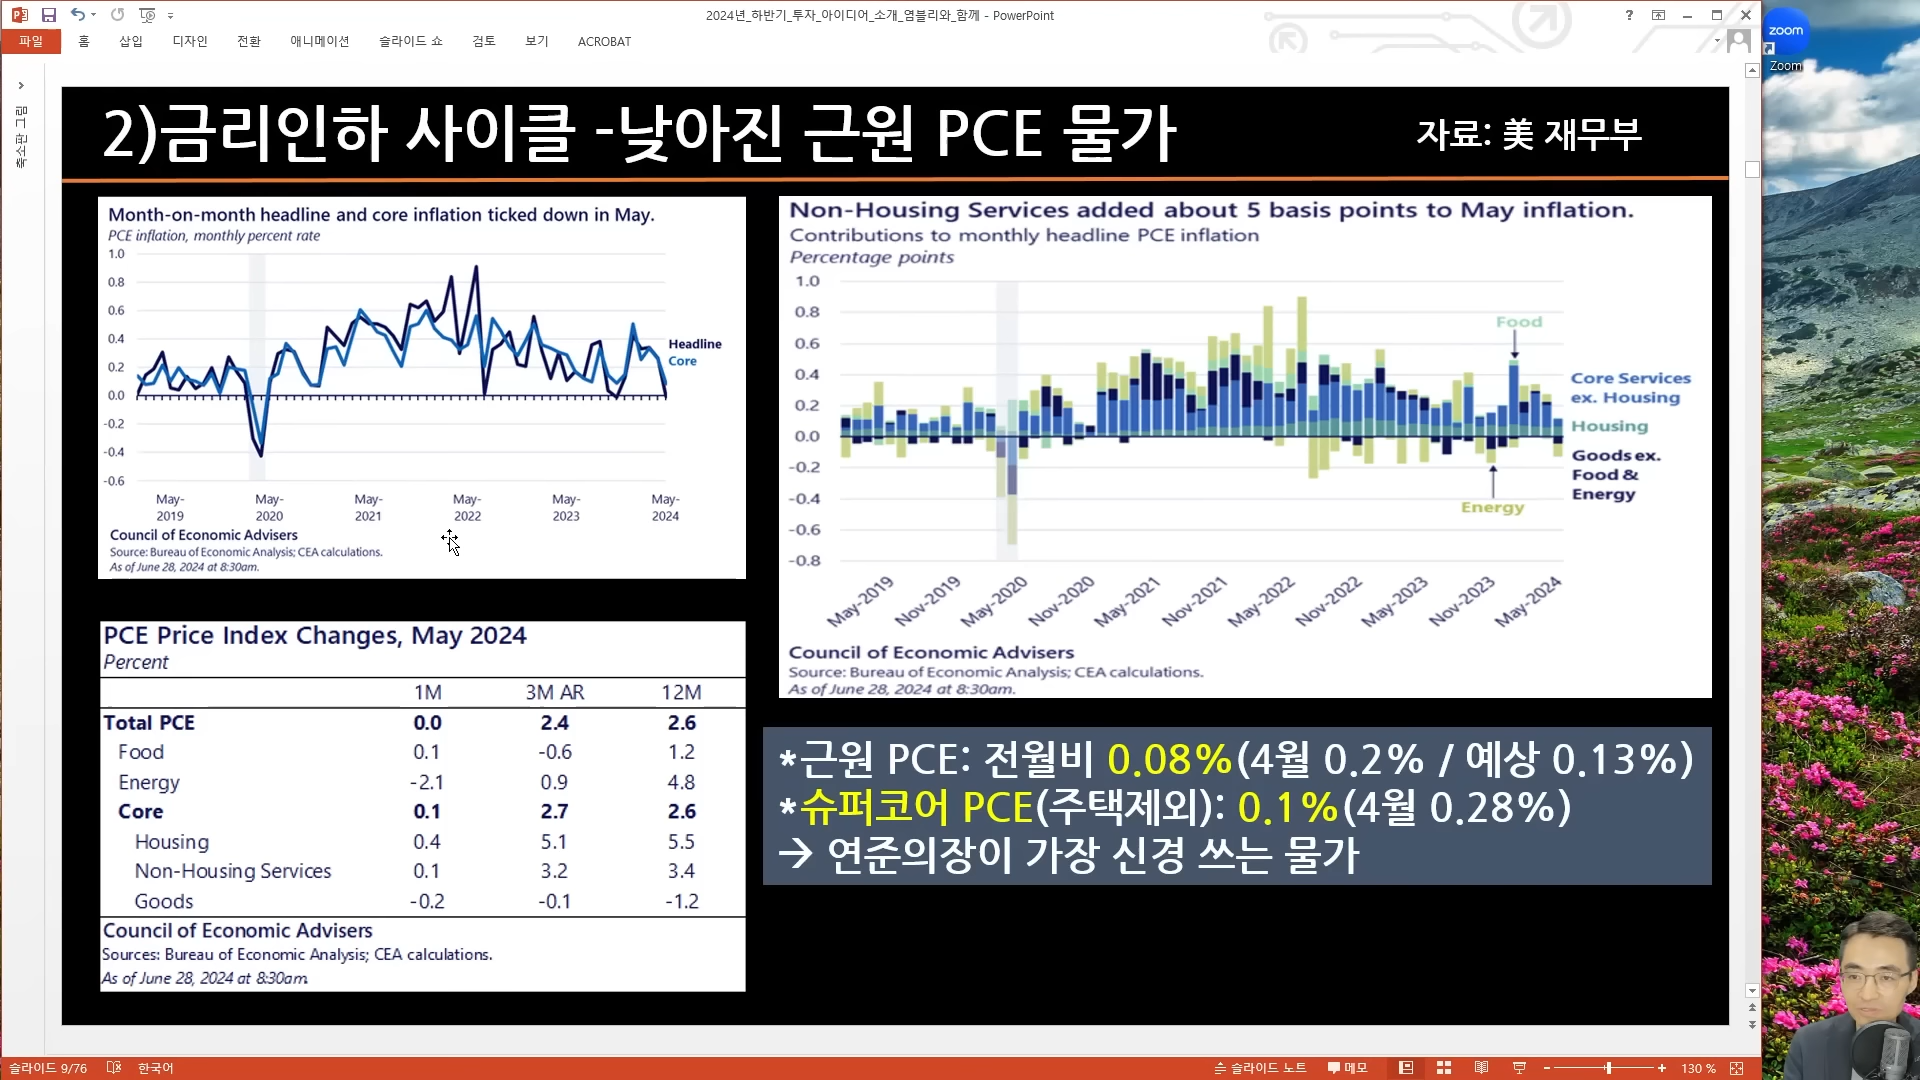 2024년_하반기_투자_아이디어_소개_염블리와_함께 - PowerPoint
파일 홈 삽입 디자인 전환 애니메이션 슬라이드 쇼 검토 보기 ACROBAT
zoom
Zoom
축소판 그림
2)금리인하 사이클 -낮아진 근원 PCE 물가
자료: 美 재무부
Month-on-month headline and core inflation ticked down in May.
PCE inflation, monthly percent rate
1.0
0.8
0.6
0.4
0.2
0.0
-0.2
-0.4
-0.6
Headline
Core
May-2019 May-2020 May-2021 May-2022 May-2023 May-2024
Council of Economic Advisers
Source: Bureau of Economic Analysis; CEA calculations.
As of June 28, 2024 at 8:30am.
Non-Housing Services added about 5 basis points to May inflation.
Contributions to monthly headline PCE inflation
Percentage points
1.0
0.8
0.6
0.4
0.2
0.0
-0.2
-0.4
-0.6
-0.8
Food
Core Services
ex. Housing
Housing
Goods ex.
Food &
Energy
Energy
May-2019 Nov-2019 May-2020 Nov-2020 May-2021 Nov-2021 May-2022 Nov-2022 May-2023 Nov-2023 May-2024
Council of Economic Advisers
Source: Bureau of Economic Analysis; CEA calculations.
As of June 28, 2024 at 8:30am.
PCE Price Index Changes, May 2024
Percent
1M 3M AR 12M
Total PCE 0.0 2.4 2.6
Food 0.1 -0.6 1.2
Energy -2.1 0.9 4.8
Core 0.1 2.7 2.6
Housing 0.4 5.1 5.5
Non-Housing Services 0.1 3.2 3.4
Goods -0.2 -0.1 -1.2
Council of Economic Advisers
Sources: Bureau of Economic Analysis; CEA calculations.
As of June 28, 2024 at 8:30am.
*근원 PCE: 전월비 0.08%(4월 0.2% / 예상 0.13%)
*슈퍼코어 PCE(주택제외): 0.1%(4월 0.28%)
→ 연준의장이 가장 신경 쓰는 물가
슬라이드 9/76 한국어 슬라이드 노트 메모 130 %